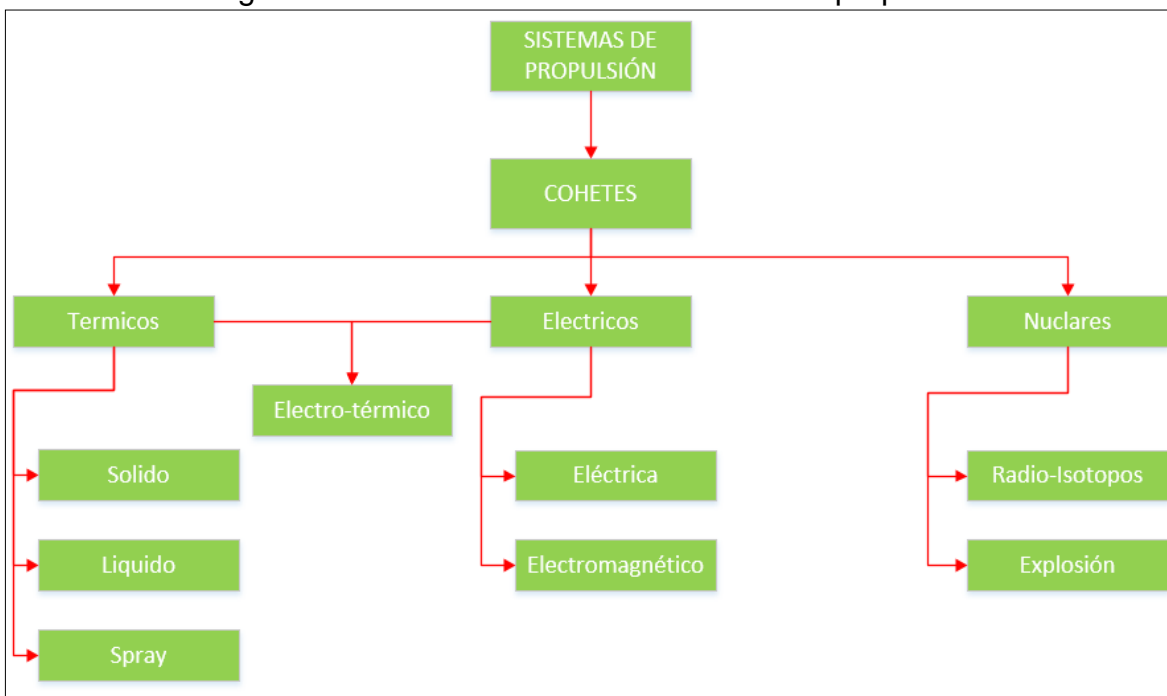 SISTEMAS DE
PROPULSIÓN
COHETES
Termicos
Electricos
Nuclares
Electro-térmico
Solido
Eléctrica
Radio-Isotopos
Liquido
Electromagnético
Explosión
Spray